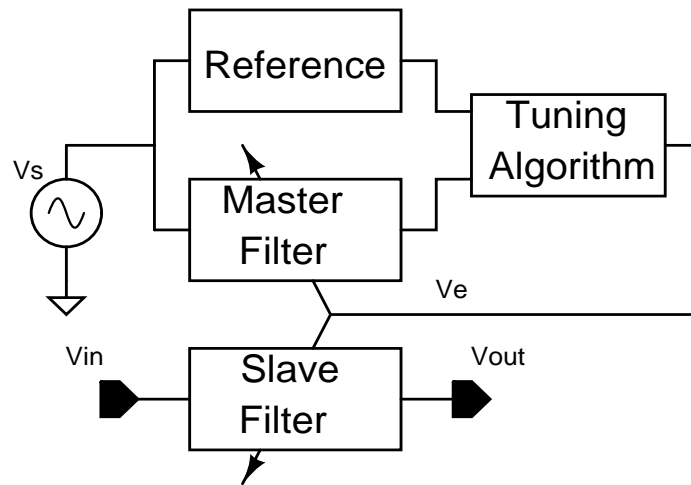 Reference
Tuning
Algorithm
Vs
Master
Filter
Ve
Vin
Slave
Filter
Vout